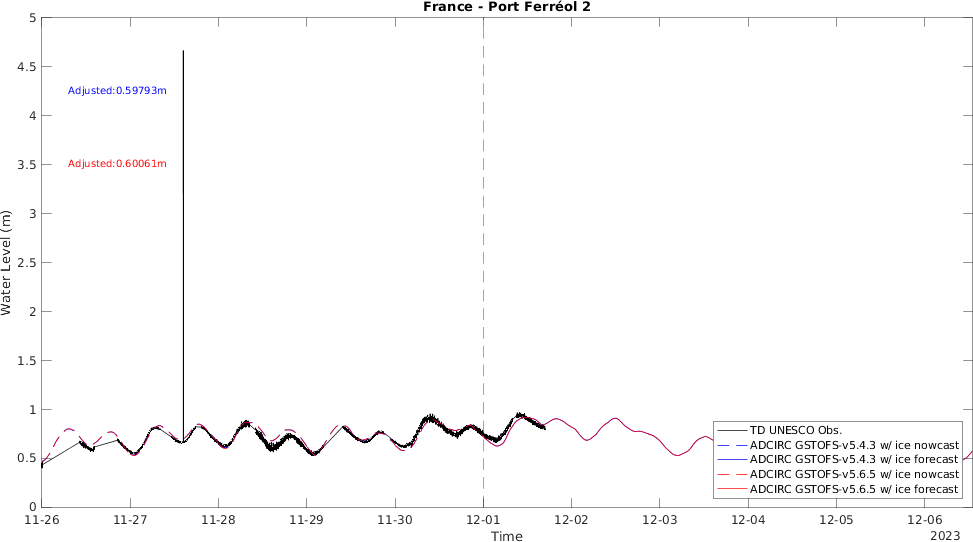 France - Port Ferréol 2
5
4.5
4
3.5
3
2.5
2
1.5
1
0.5
0
Water Level (m)
Adjusted:0.59793m
Adjusted:0.60061m
TD UNESCO Obs.
ADCIRC GSTOFS-v5.4.3 w/ ice nowcast
ADCIRC GSTOFS-v5.4.3 w/ ice forecast
ADCIRC GSTOFS-v5.6.5 w/ ice nowcast
ADCIRC GSTOFS-v5.6.5 w/ ice forecast
11-26 11-27 11-28 11-29 11-30 12-01 12-02 12-03 12-04 12-05 12-06
Time
2023